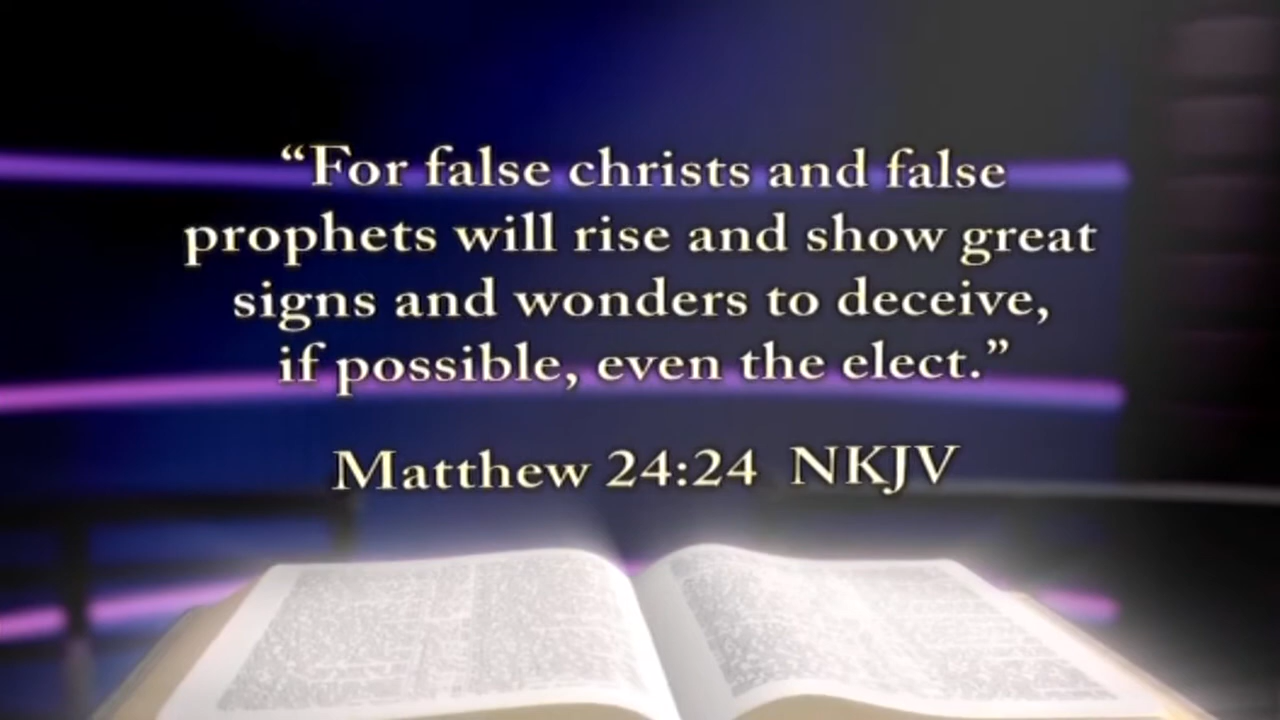 “For false christs and false
prophets will rise and show great
signs and wonders to deceive,
if possible, even the elect.”
Matthew 24:24 NKJV